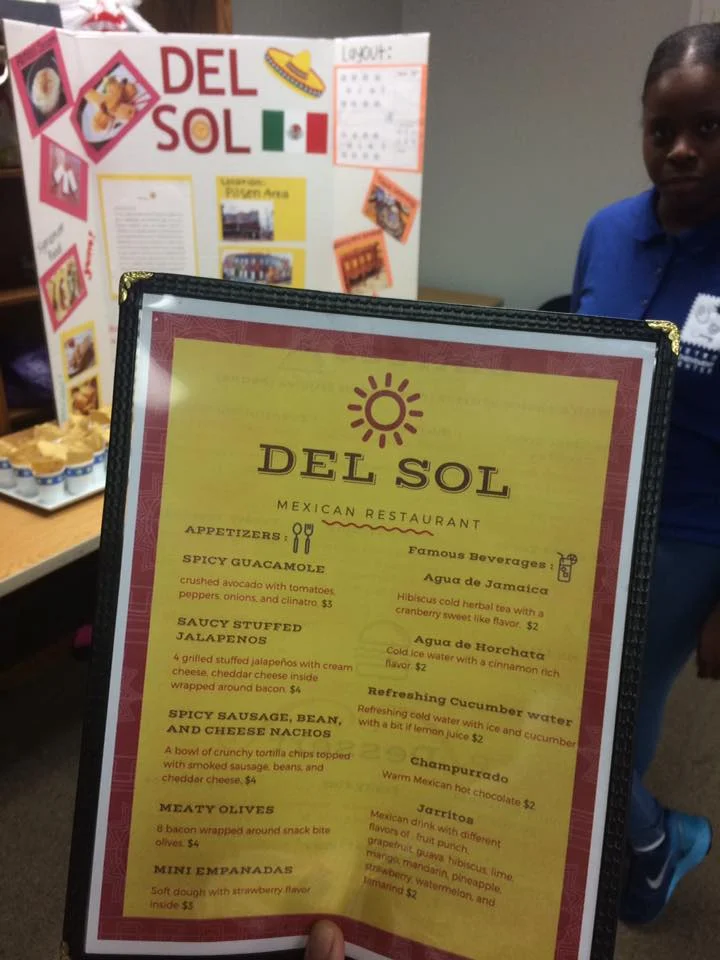 DEL
SOL
Layout:
Location:
Pilsen Area
DEL SOL
MEXICAN RESTAURANT
APPETIZERS:
SPICY GUACAMOLE
crushed avocado with tomatoes,
peppers, onions, and clinatro. $3
SAUCY STUFFED
JALAPENOS
4 grilled stuffed jalapeños with cream
cheese, cheddar cheese inside
wrapped around bacon. $4
SPICY SAUSAGE, BEAN,
AND CHEESE NACHOS
A bowl of crunchy tortilla chips topped
with smoked sausage, beans, and
cheddar cheese. $4
MEATY OLIVES
8 bacon wrapped around snack bite
olives. $4
MINI EMPANADAS
Soft dough with strawberry flavor
inside $3
Famous Beverages:
Agua de Jamaica
Hibiscus cold herbal tea with a
cranberry sweet like flavor. $2
Agua de Horchata
Cold ice water with a cinnamon rich
flavor. $2
Refreshing Cucumber water
Refreshing cold water with ice and cucumber
with a bit if lemon juice $2
Champurrado
Warm Mexican hot chocolate $2
Jarritos
Mexican drink with different
flavors of: fruit punch,
grapefruit, guava, hibiscus, lime,
mango, mandarin, pineapple,
strawberry, watermelon, and
tamarind $2